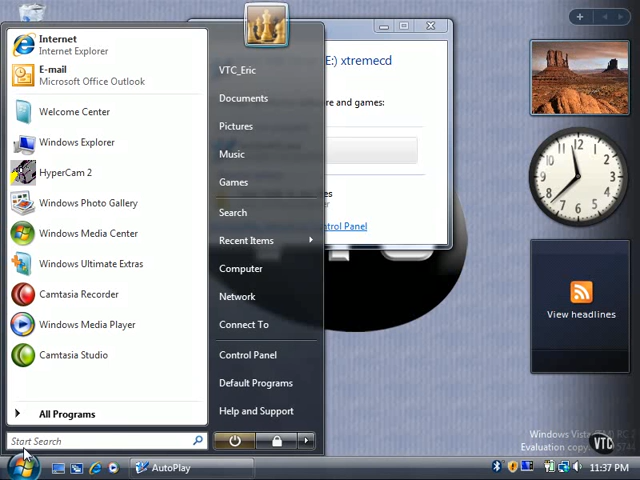 Internet
Internet Explorer
E-mail
Microsoft Office Outlook
Welcome Center
Windows Explorer
HyperCam 2
Windows Photo Gallery
Windows Media Center
Windows Ultimate Extras
Camtasia Recorder
Windows Media Player
Camtasia Studio
All Programs
Start Search
VTC_Eric
Documents
Pictures
Music
Games
Search
Recent Items
Computer
Network
Connect To
Control Panel
Default Programs
Help and Support
E:) xtremecd
and games:
ntrol Panel
12
View headlines
Windows Vista
Evaluation copy.
VTC
AutoPlay
11:37 PM